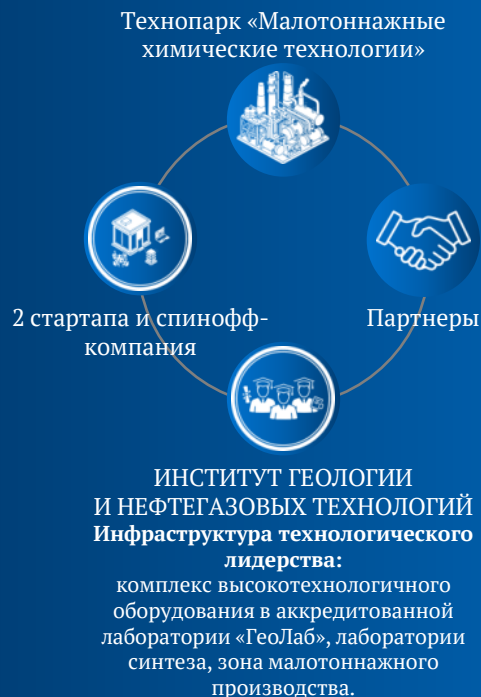 Технопарк «Малотоннажные
химические технологии»
2 стартапа и спинофф-
компания
Партнеры
ИНСТИТУТ ГЕОЛОГИИ
И НЕФТЕГАЗОВЫХ ТЕХНОЛОГИЙ
Инфраструктура технологического
лидерства:
комплекс высокотехнологичного
оборудования в аккредитованной
лаборатории «ГеоЛаб», лаборатории
синтеза, зона малотоннажного
производства.